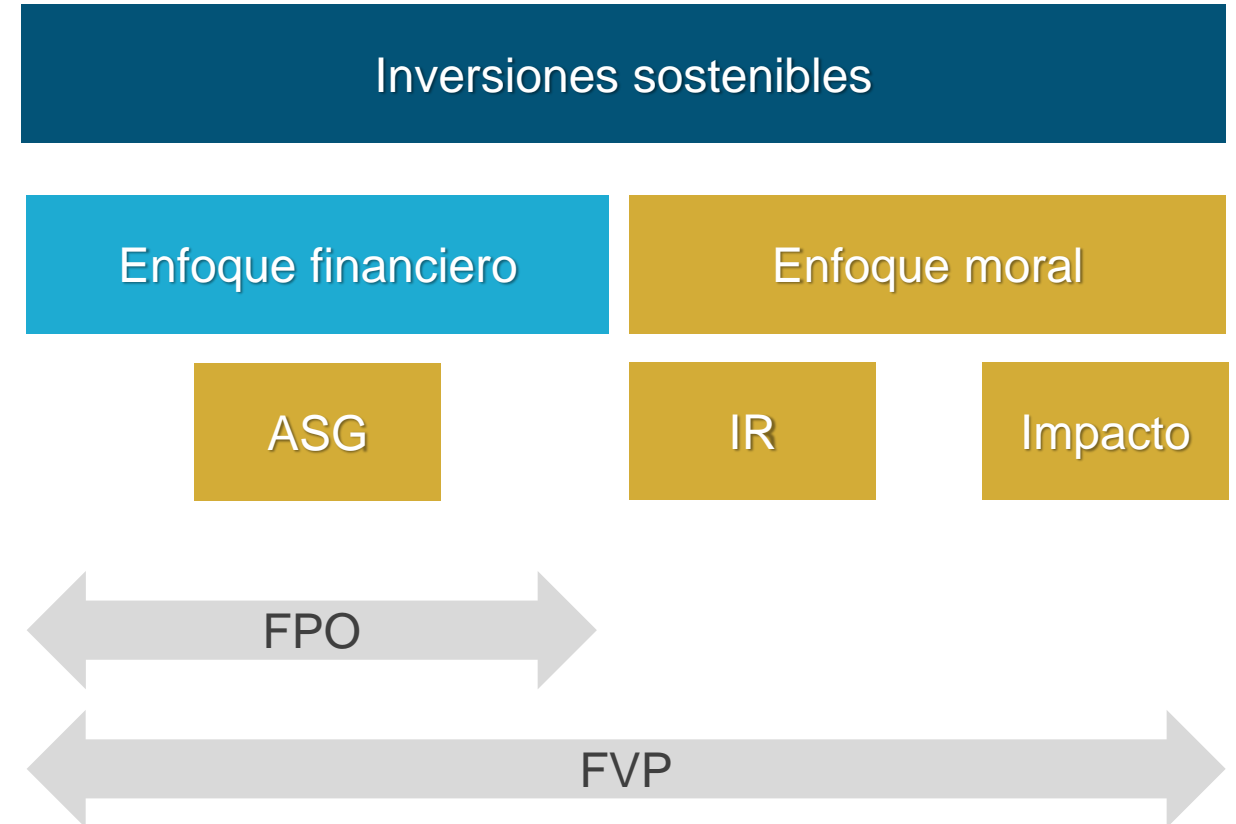 Inversiones sostenibles
Enfoque financiero
Enfoque moral
ASG
IR
Impacto
FPO
FVP